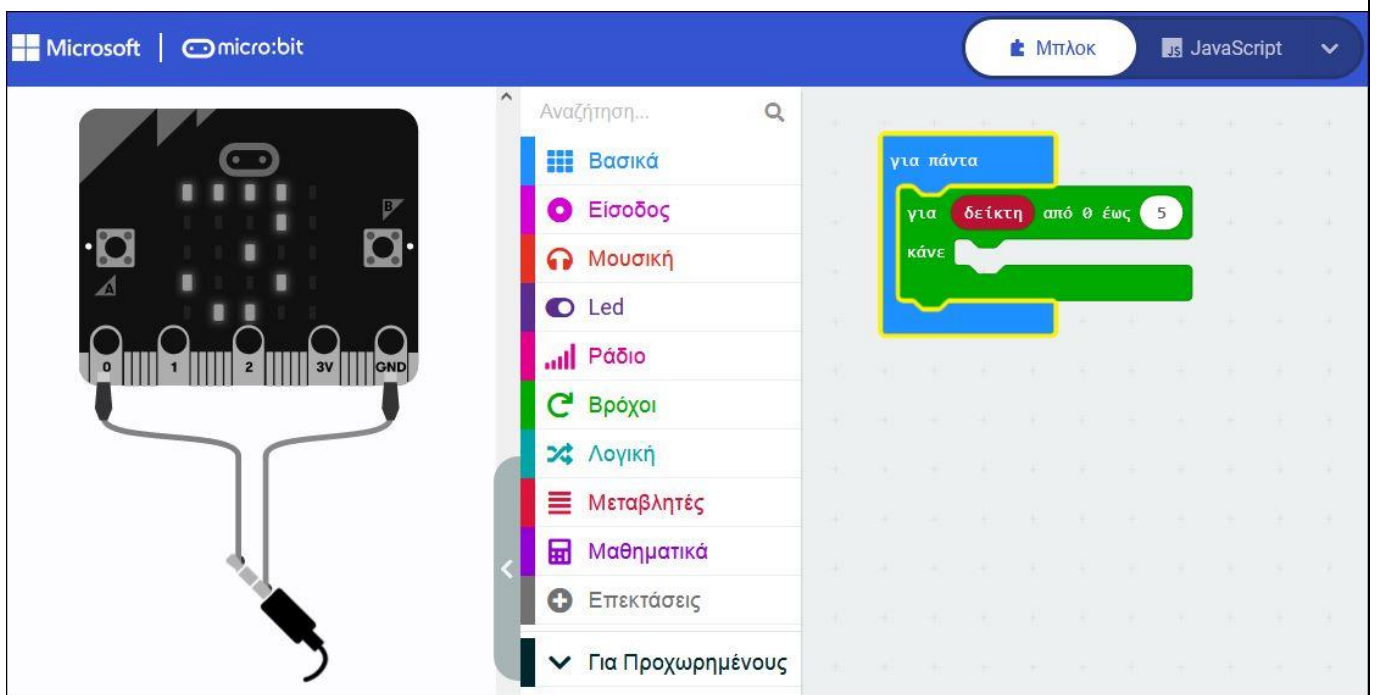 Microsoft | micro:bit
Μπλοκ
JS JavaScript
Αναζήτηση...
Βασικά
Είσοδος
Μουσική
Led
Ράδιο
Βρόχοι
Λογική
Μεταβλητές
Μαθηματικά
Επεκτάσεις
Για Προχωρημένους
B
A
0 1 2 3V GND
για πάντα
για δείκτη από 0 έως 5
κάνε